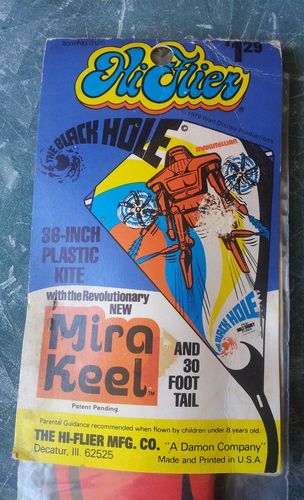 $1.29
Hi-Flier®
© 1979 Walt Disney Productions
THE BLACK HOLE
©
MAXIMILIAN
36-INCH
PLASTIC
KITE
with the Revolutionary
NEW
Mira
Keel™
Patent Pending
AND
30
FOOT
TAIL
THE BLACK HOLE
Parental Guidance recommended when flown by children under 8 years old.
THE HI-FLIER MFG. CO. "A Damon Company"
Decatur, Ill. 62525 Made and Printed in U.S.A.